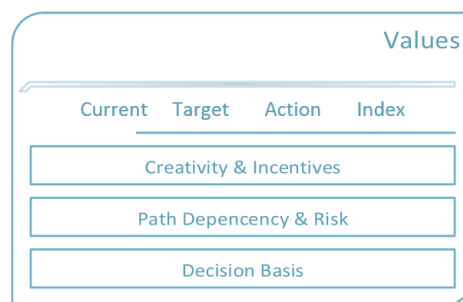 Values
Current Target Action Index
Creativity & Incentives
Path Depencency & Risk
Decision Basis